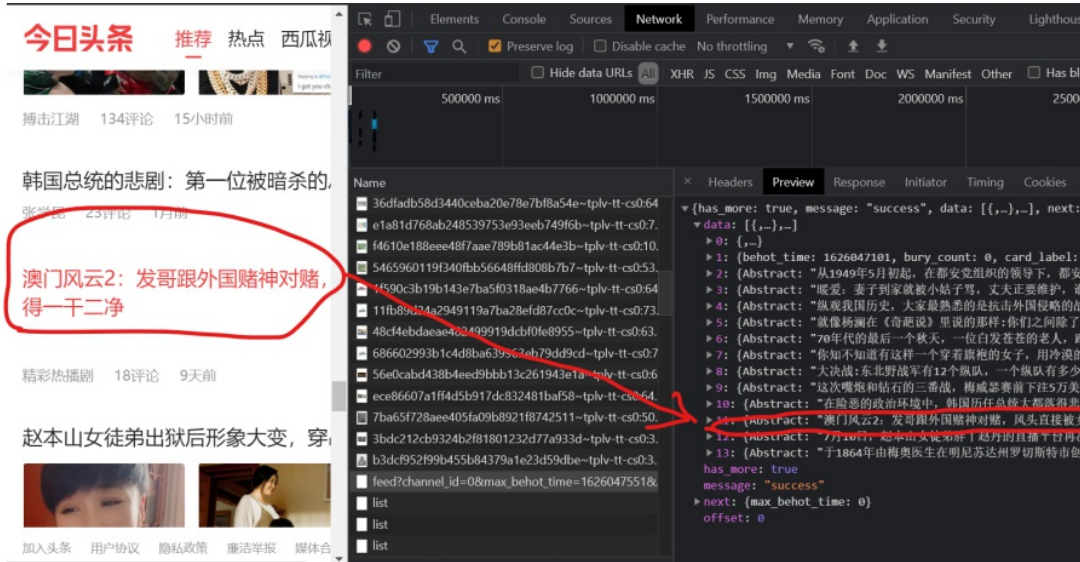 今日头条
推荐 热点 西瓜视
搏击江湖 134评论 15小时前
韩国总统的悲剧：第一位被暗杀的
张学民 23评论 1月前
澳门风云2：发哥跟外国赌神对赌，
得一干二净
精彩热播剧 18评论 9天前
赵本山女徒弟出狱后形象大变，穿
加入头条 用户协议 隐私政策 廉洁举报 媒体合
Elements Console Sources Network Performance Memory Application Security Lighthous
Preserve log Disable cache No throttling
Filter Hide data URLs All XHR JS CSS Img Media Font Doc WS Manifest Other Has bl
500000 ms 1000000 ms 1500000 ms 2000000 ms 2500
Name
36dfadb58d3440ceba20e78e7bf8a54e~tplv-tt-cs0:64
e1a81d768ab248539753e93eeb749f6b~tplv-tt-cs0:7.
f4610e188eee48f7aae789b81ac44e3b~tplv-tt-cs0:10.
5465960119f340fbb56648ffd808b7b7~tplv-tt-cs0:53.
4f590c3b19b143e7ba5f0318ae4b7766~tplv-tt-cs0:64
11fb89d24a2949119a7ba28efd87cc0c~tplv-tt-cs0:73.
48cf4ebdaeae482499919dcbf0fe8955~tplv-tt-cs0:63.
686602993b1c4d8ba639963eb79dd9cd~tplv-tt-cs0:7
56e0cabd438b4eed9bbb13c261943e1a~tplv-tt-cs0:6
ece86607a1ff4d5b917dc832481baf58~tplv-tt-cs0:64.
7ba65f728aee405fa09b8921f8742511~tplv-tt-cs0:50.
3bdc212cb9324b2f81801232d77a933d~tplv-tt-cs0:3.
b3dcf952f99b455b84379a1e23d59dbe~tplv-tt-cs0:3.
feed?channel_id=0&max_behot_time=1626047551&.
list
list
list
× Headers Preview Response Initiator Timing Cookies
▼{has_more: true, message: "success", data: [{,…},…], next:
▼data: [{,…},…]
▶0: {,…}
▶1: {behot_time: 1626047101, bury_count: 0, card_label:
▶2: {Abstract: "从1949年5月初起，在都安党组织的领导下，都安
▶3: {Abstract: "暖爱：妻子到家就被小姑子骂，丈夫正要维护，
▶4: {Abstract: "纵观我国历史，大家最熟悉的是抗击外国侵略的战
▶5: {Abstract: "就像杨澜在《奇葩说》里说的那样:你们之间除了
▶6: {Abstract: "70年代的最后一个秋天，一位白发苍苍的老人，
▶7: {Abstract: "你知不知道有这样一个穿着旗袍的女子，用冷漠的
▶8: {Abstract: "大决战:东北野战军有12个纵队，一个纵队有多少
▶9: {Abstract: "这次嘴炮和钻石的三番战，梅威瑟赛前下注5万美
▶10: {Abstract: "在险恶的政治环境中，韩国历任总统大都落得悲
▶11: {Abstract: "澳门风云2：发哥跟外国赌神对赌，风头直接被
▶12: {Abstract: "7月10日，赵本山女徒弟胖丫赵丹的直播平台再
▶13: {Abstract: "于1864年由梅奥医生在明尼苏达州罗切斯特市创
has_more: true
message: "success"
▶next: {max_behot_time: 0}
offset: 0